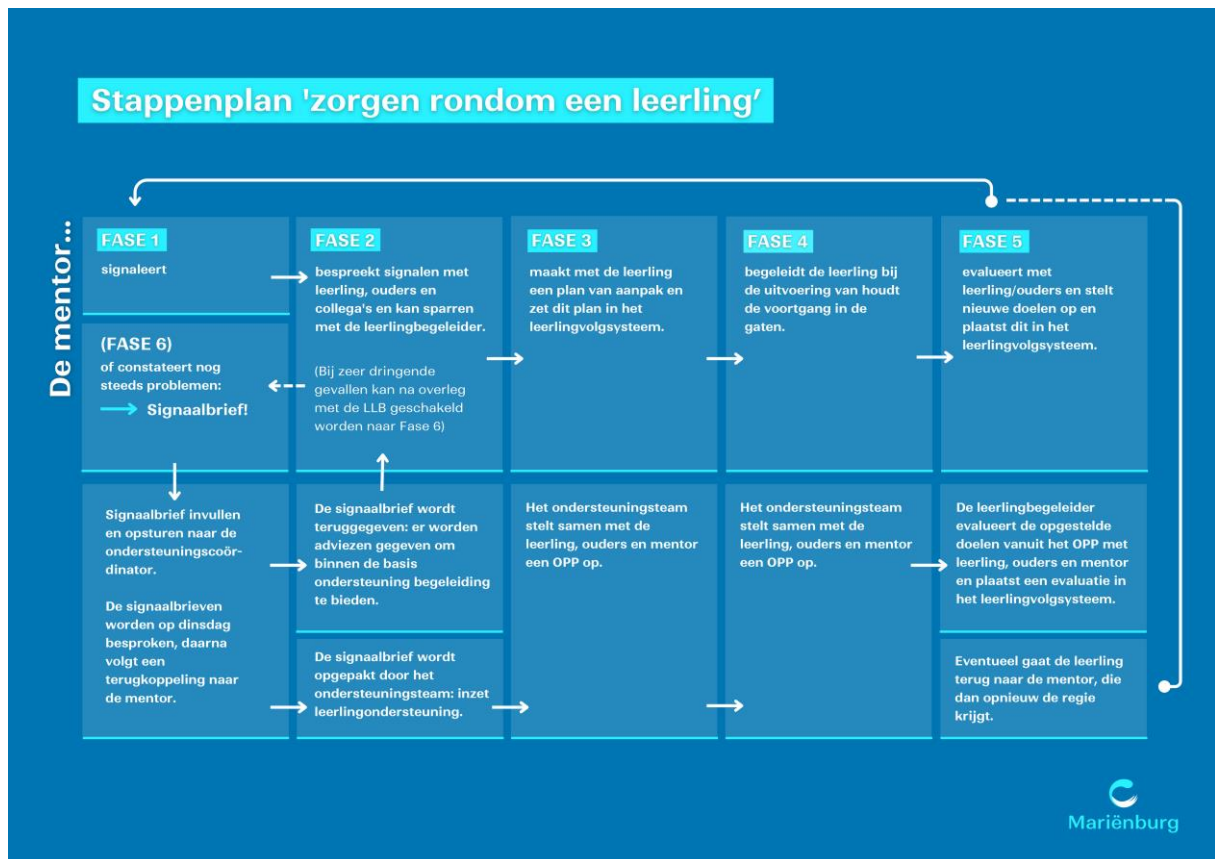 Stappenplan 'zorgen rondom een leerling'
De mentor...
FASE 1
signaleert
(FASE 6)
of constateert nog
steeds problemen:
Signaalbrief!
FASE 2
bespreekt signalen met
leerling, ouders en
collega's en kan sparren
met de leerlingbegeleider.
(Bij zeer dringende
gevallen kan na overleg
met de LLB geschakeld
worden naar Fase 6)
FASE 3
maakt met de leerling
een plan van aanpak en
zet dit plan in het
leerlingvolgsysteem.
FASE 4
begeleidt de leerling bij
de uitvoering van houdt
de voortgang in de
gaten.
FASE 5
evalueert met
leerling/ouders en stelt
nieuwe doelen op en
plaatst dit in het
leerlingvolgsysteem.
Signaalbrief invullen
en opsturen naar de
ondersteuningscoör-
dinator.
De signaalbrieven
worden op dinsdag
besproken, daarna
volgt een
terugkoppeling naar
de mentor.
De signaalbrief wordt
teruggegeven: er worden
adviezen gegeven om
binnen de basis
ondersteuning begeleiding
te bieden.
De signaalbrief wordt
opgepakt door het
ondersteuningsteam: inzet
leerlingondersteuning.
Het ondersteuningsteam
stelt samen met de
leerling, ouders en mentor
een OPP op.
Het ondersteuningsteam
stelt samen met de
leerling, ouders en mentor
een OPP op.
De leerlingbegeleider
evalueert de opgestelde
doelen vanuit het OPP met
leerling, ouders en mentor
en plaatst een evaluatie in
het leerlingvolgsysteem.
Eventueel gaat de leerling
terug naar de mentor, die
dan opnieuw de regie
krijgt.
Mariënburg